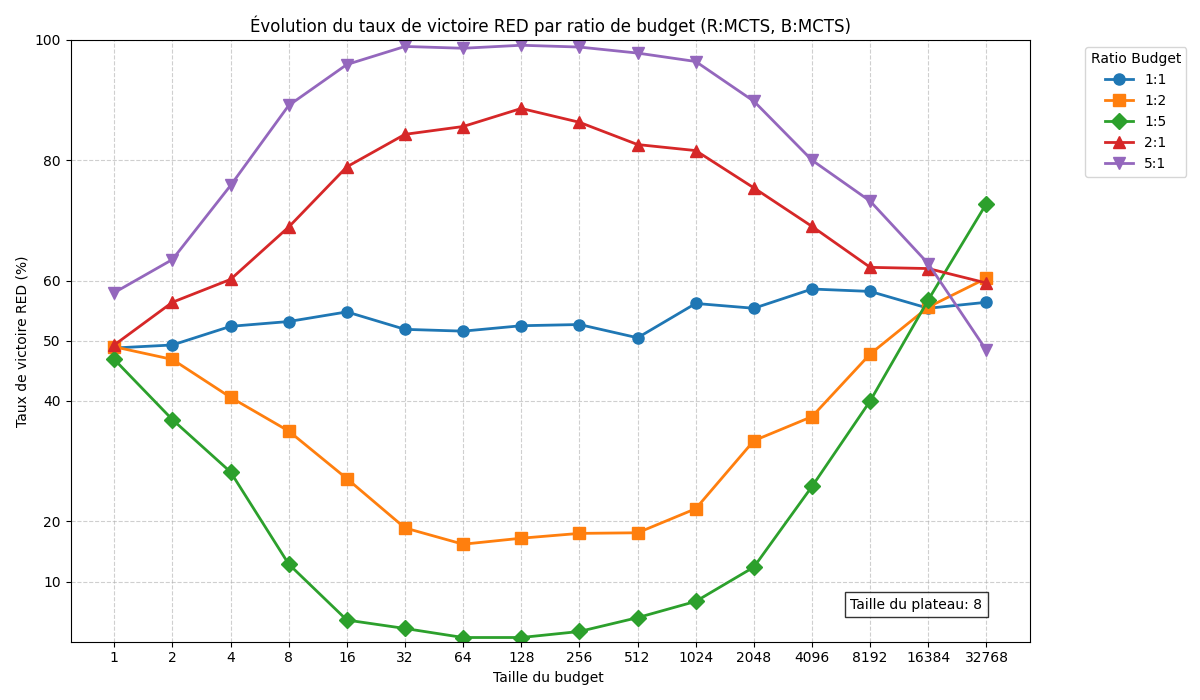 Évolution du taux de victoire RED par ratio de budget (R:MCTS, B:MCTS)
Taux de victoire RED (%)
100
80
60
50
40
20
10
1 2 4 8 16 32 64 128 256 512 1024 2048 4096 8192 16384 32768
Taille du budget
Taille du plateau: 8
Ratio Budget
1:1
1:2
1:5
2:1
5:1